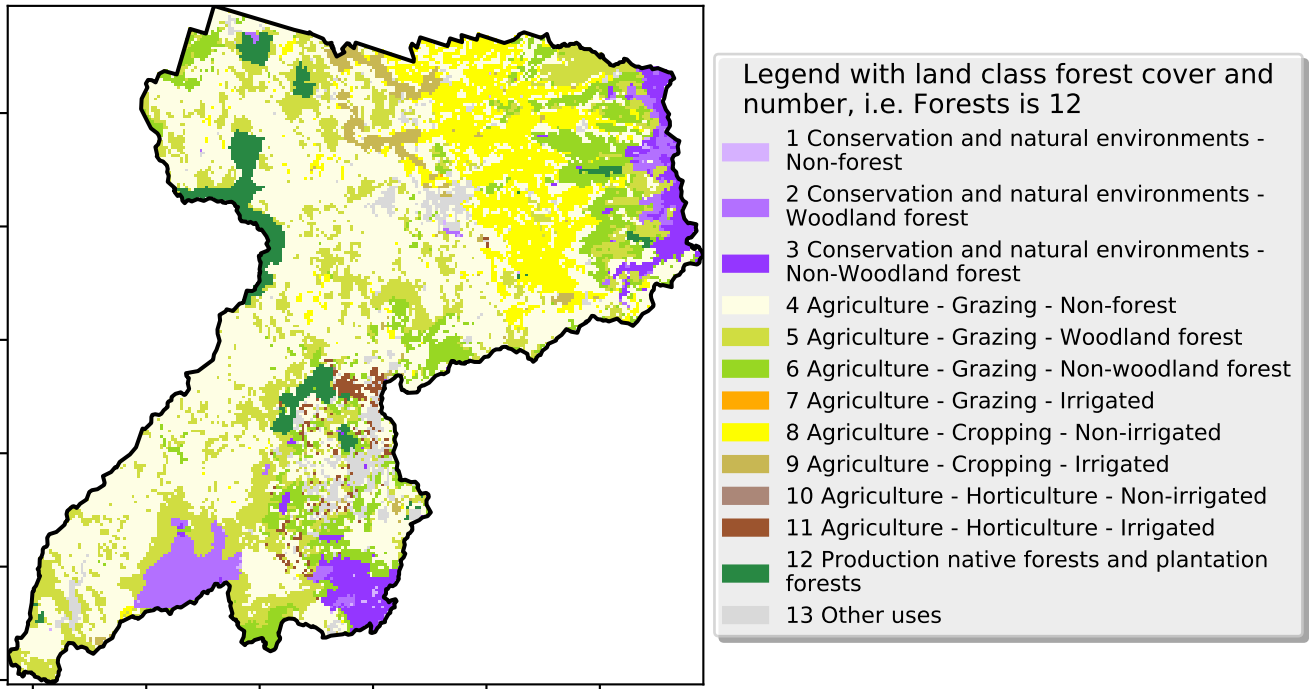 Legend with land class forest cover and
number, i.e. Forests is 12
1 Conservation and natural environments -
Non-forest
2 Conservation and natural environments -
Woodland forest
3 Conservation and natural environments -
Non-Woodland forest
4 Agriculture - Grazing - Non-forest
5 Agriculture - Grazing - Woodland forest
6 Agriculture - Grazing - Non-woodland forest
7 Agriculture - Grazing - Irrigated
8 Agriculture - Cropping - Non-irrigated
9 Agriculture - Cropping - Irrigated
10 Agriculture - Horticulture - Non-irrigated
11 Agriculture - Horticulture - Irrigated
12 Production native forests and plantation
forests
13 Other uses